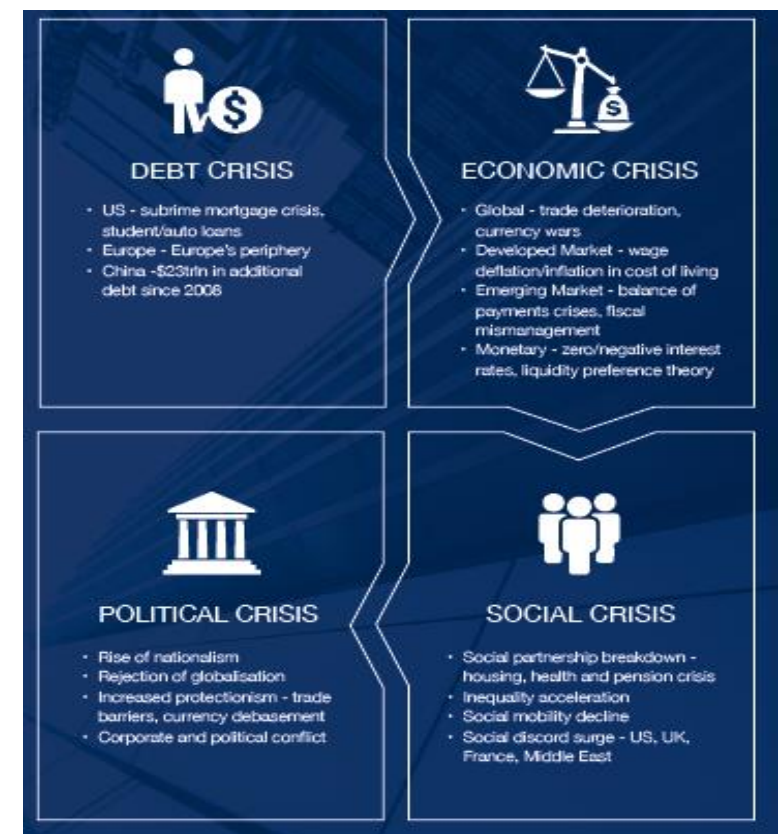 $
DEBT CRISIS
• US - subrime mortgage crisis,
student/auto loans
• Europe - Europe's periphery
• China -$23trln in additional
debt since 2008
$
ECONOMIC CRISIS
• Global - trade deterioration,
currency wars
• Developed Market - wage
deflation/inflation in cost of living
• Emerging Market - balance of
payments crises, fiscal
mismanagement
• Monetary - zero/negative interest
rates, liquidity preference theory
POLITICAL CRISIS
• Rise of nationalism
• Rejection of globalisation
• Increased protectionism - trade
barriers, currency debasement
• Corporate and political conflict
SOCIAL CRISIS
• Social partnership breakdown -
housing, health and pension crisis
• Inequality acceleration
• Social mobility decline
• Social discord surge - US, UK,
France, Middle East